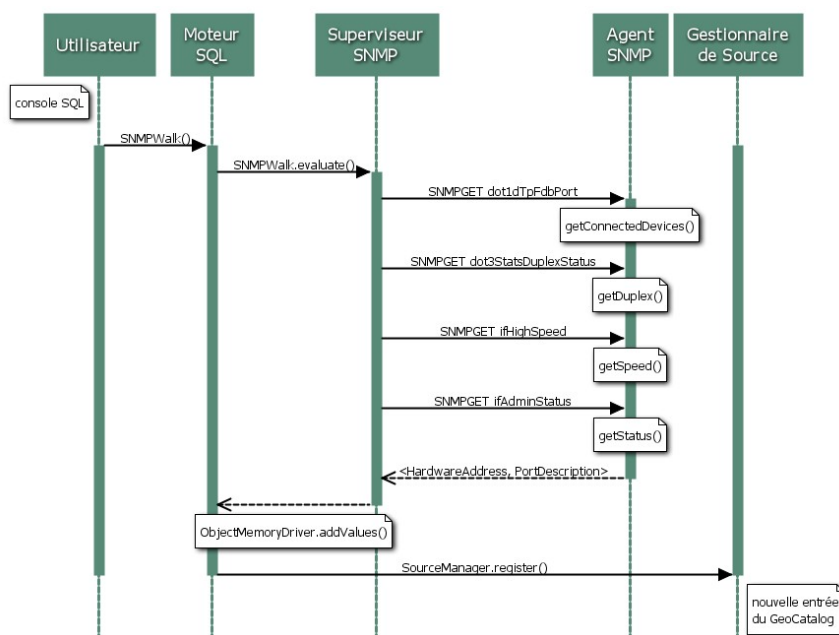 Utilisateur
Moteur
SQL
Superviseur
SNMP
Agent
SNMP
Gestionnaire
de Source
console SQL
SNMPWalk()
SNMPWalk.evaluate()
SNMPGET dot1dTpFdbPort
getConnectedDevices()
SNMPGET dot3StatsDuplexStatus
getDuplex()
SNMPGET ifHighSpeed
getSpeed()
SNMPGET ifAdminStatus
getStatus()
<HardwareAddress, PortDescription>
ObjectMemoryDriver.addValues()
SourceManager.register()
nouvelle entrée
du GeoCatalog